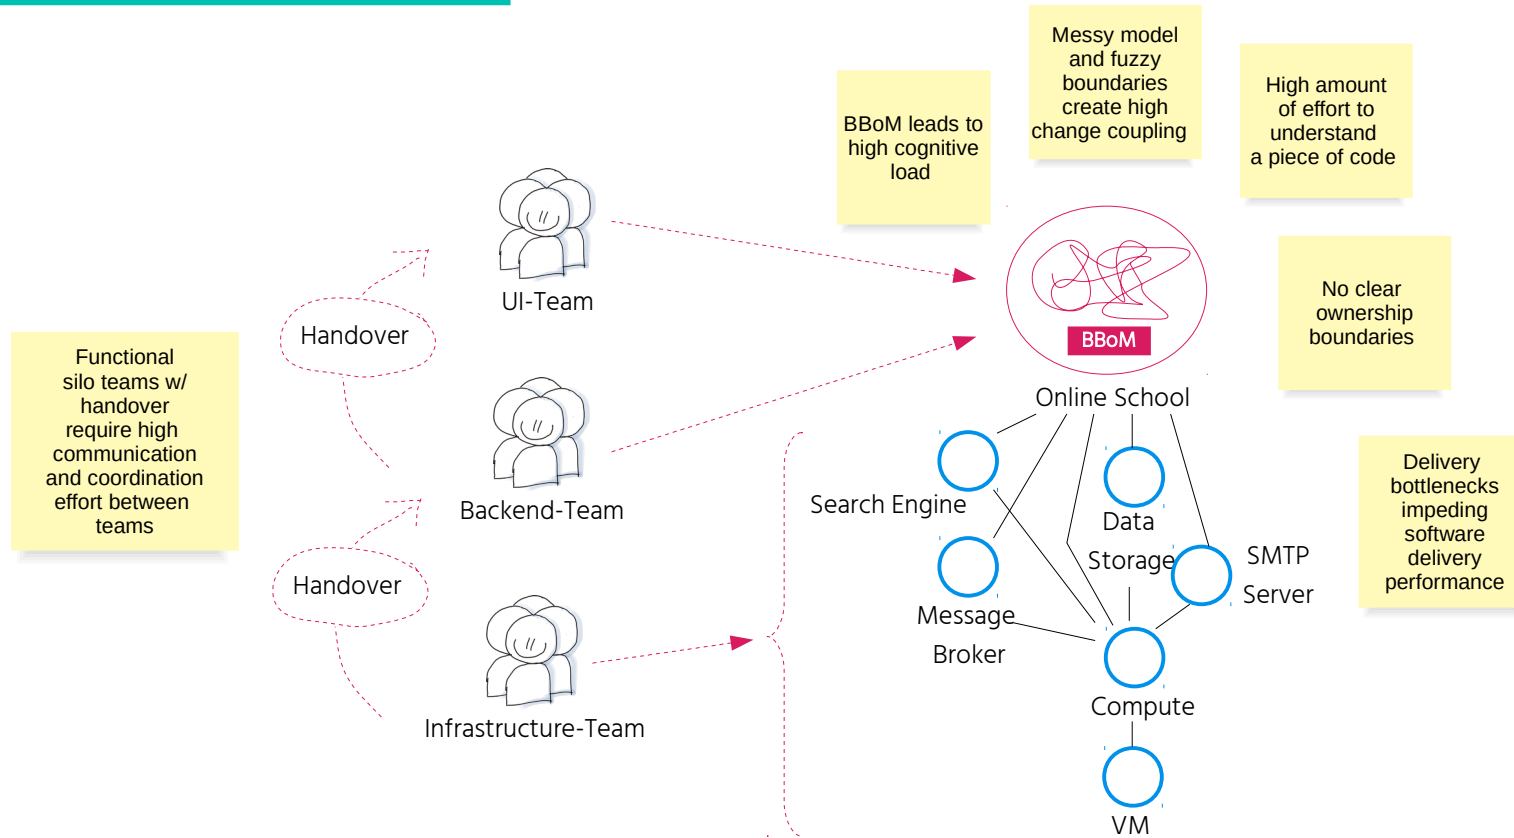 Messy model
and fuzzy
boundaries
create high
change coupling
High amount
of effort to
understand
a piece of code
BBoM leads to
high cognitive
load
UI-Team
Handover
No clear
ownership
boundaries
BBoM
Functional
silo teams w/
handover
require high
communication
and coordination
effort between
teams
Online School
Backend-Team
Search Engine
Data
Storage
Delivery
bottlenecks
impeding
software
delivery
performance
SMTP
Server
Handover
Message
Broker
Compute
Infrastructure-Team
VM